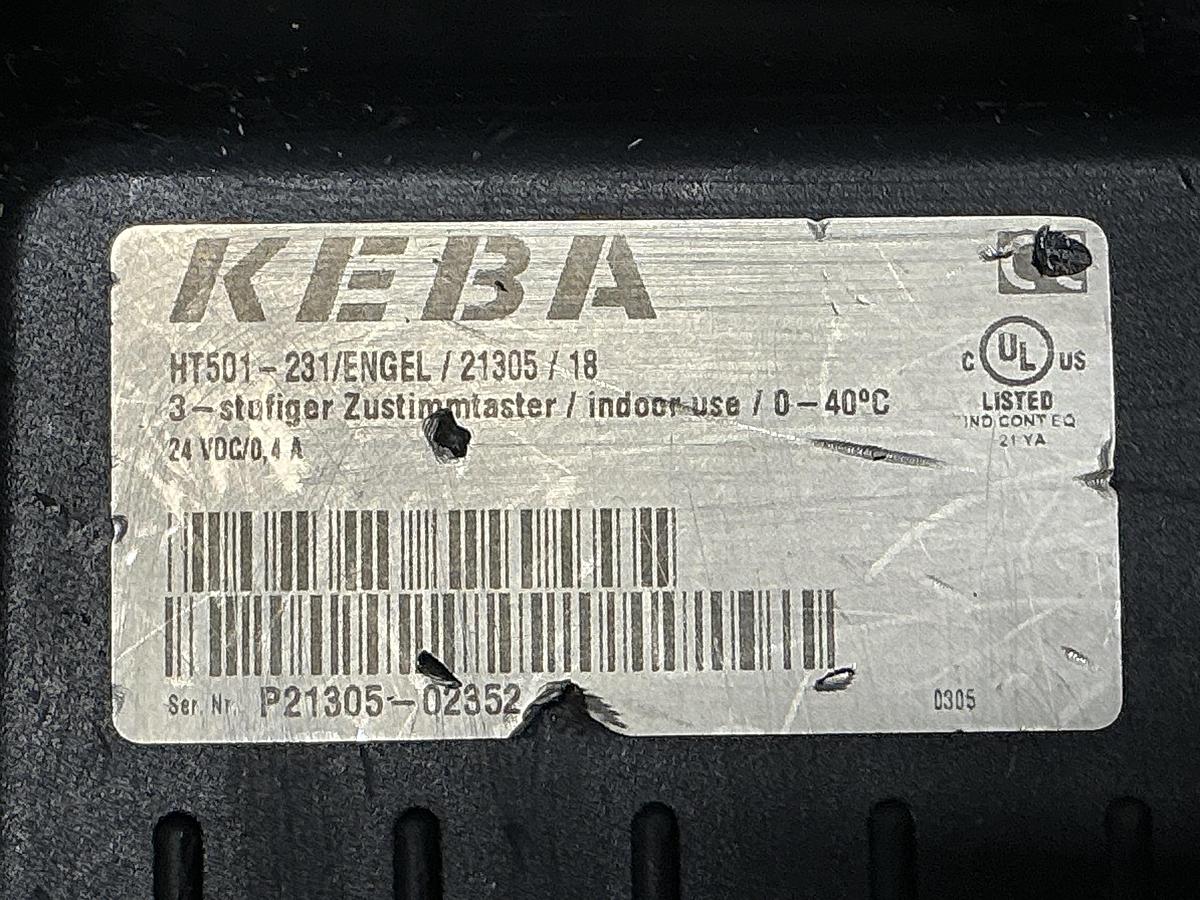 KEBA
HT501-231/ENGEL/21305/18
3-stufiger Zustimmtaster / indoor use / 0-40ºC
24 VDC/0,4 A
C UL US
LISTED
IND CONT EQ
21 YA
Ser. Nr. P21305-02352
0305